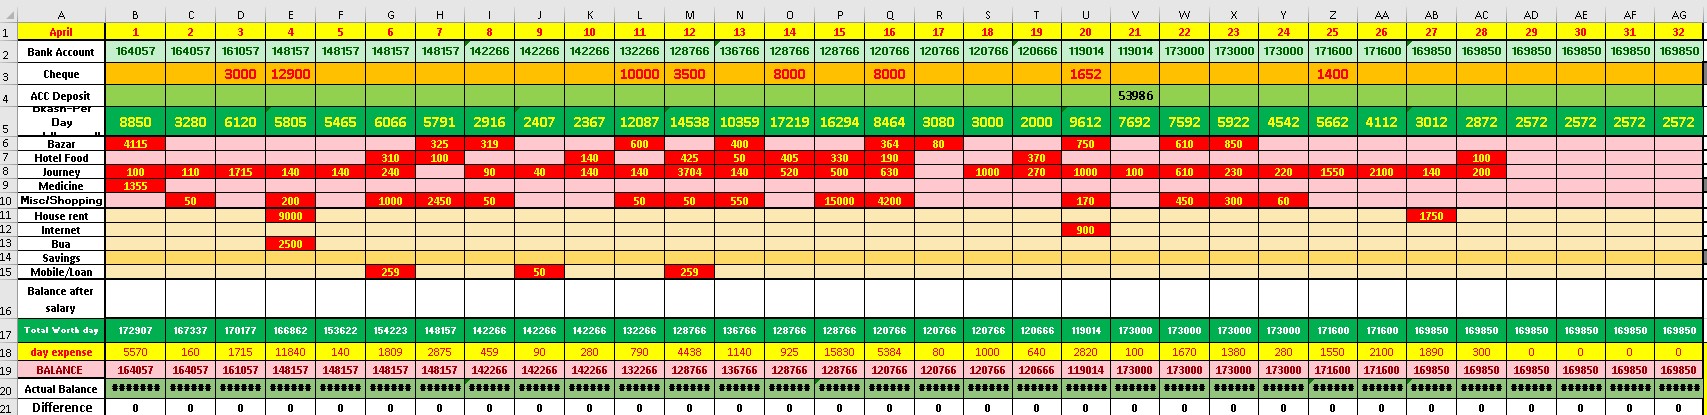 A B C D E F G H I J K L M N O P Q R S T U V W X Y Z AA AB AC AD AE AF AG
1 April 1 2 3 4 5 6 7 8 9 10 11 12 13 14 15 16 17 18 19 20 21 22 23 24 25 26 27 28 29 30 31 32
2 Bank Account 164057 164057 161057 148157 148157 148157 148157 142266 142266 142266 132266 128766 136766 128766 128766 120766 120766 120766 120666 119014 119014 173000 173000 173000 171600 171600 169850 169850 169850 169850 169850 169850
3 Cheque 3000 12900 10000 3500 8000 8000 1652 1400
4 ACC Deposit 53986
Day
5 8850 3280 6120 5805 5465 6066 5791 2916 2407 2367 12087 14538 10359 17219 16294 8464 3080 3000 2000 9612 7692 7592 5922 4542 5662 4112 3012 2872 2572 2572 2572 2572
6 Bazar 4115 325 319 600 400 364 80 750 610 850
7 Hotel Food 310 100 140 425 50 405 330 190 370 100
8 Journey 100 110 1715 140 140 240 90 40 140 140 3704 140 520 500 630 1000 270 1000 100 610 230 220 1550 2100 140 200
9 Medicine 1355
10 Misc/Shopping 50 200 1000 2450 50 50 50 550 15000 4200 170 450 300 60
11 House rent 9000 1750
12 Internet 900
13 Bua 2500
14 Savings
15 Mobile/Loan 259 50 259
Balance after
16 salary
17 Total Worth day 172907 167337 170177 166862 153622 154223 148157 142266 142266 142266 132266 128766 136766 128766 128766 120766 120766 120766 120666 119014 173000 173000 173000 173000 171600 171600 169850 169850 169850 169850 169850 169850
18 day expense 5570 160 1715 11840 140 1809 2875 459 90 280 790 4438 1140 925 15830 5384 80 1000 640 2820 100 1670 1380 280 1550 2100 1890 300 0 0 0 0
19 BALANCE 164057 164057 161057 148157 148157 148157 148157 142266 142266 142266 132266 128766 136766 128766 128766 120766 120766 120766 120666 119014 173000 173000 173000 173000 171600 171600 169850 169850 169850 169850 169850 169850
20 Actual Balance ####### ####### ####### ####### ####### ####### ####### ####### ####### ####### ####### ####### ####### ####### ####### ####### ####### ####### ####### ####### ####### ####### ####### ####### ####### ####### ####### ####### ####### ####### ####### #######
21 Difference 0 0 0 0 0 0 0 0 0 0 0 0 0 0 0 0 0 0 0 0 0 0 0 0 0 0 0 0 0 0 0 0